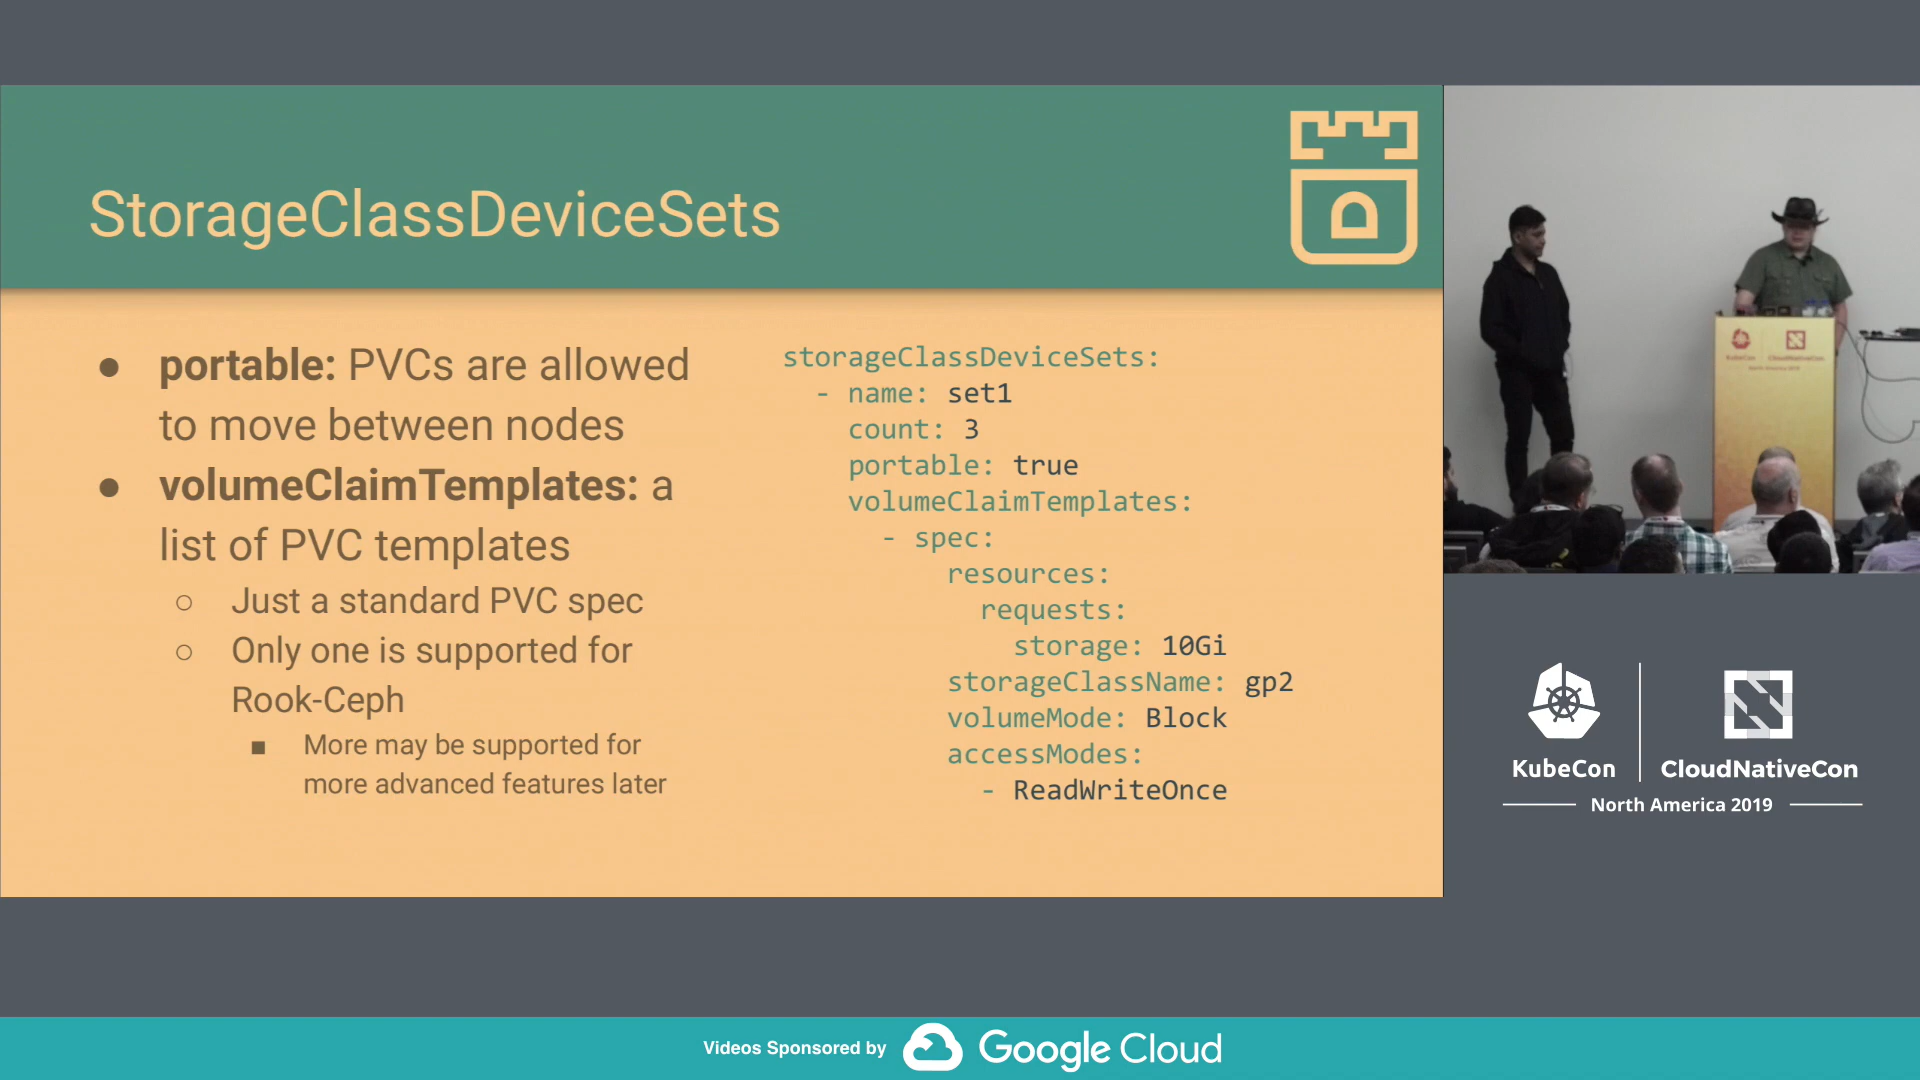 StorageClassDeviceSets
● portable: PVCs are allowed
to move between nodes
● volumeClaimTemplates: a
list of PVC templates
○ Just a standard PVC spec
○ Only one is supported for
Rook-Ceph
■ More may be supported for
more advanced features later
storageClassDeviceSets:
- name: set1
count: 3
portable: true
volumeClaimTemplates:
- spec:
resources:
requests:
storage: 10Gi
storageClassName: gp2
volumeMode: Block
accessModes:
- ReadWriteOnce
KubeCon CloudNativeCon
KubeCon
CloudNativeCon
North America 2019
Videos Sponsored by Google Cloud